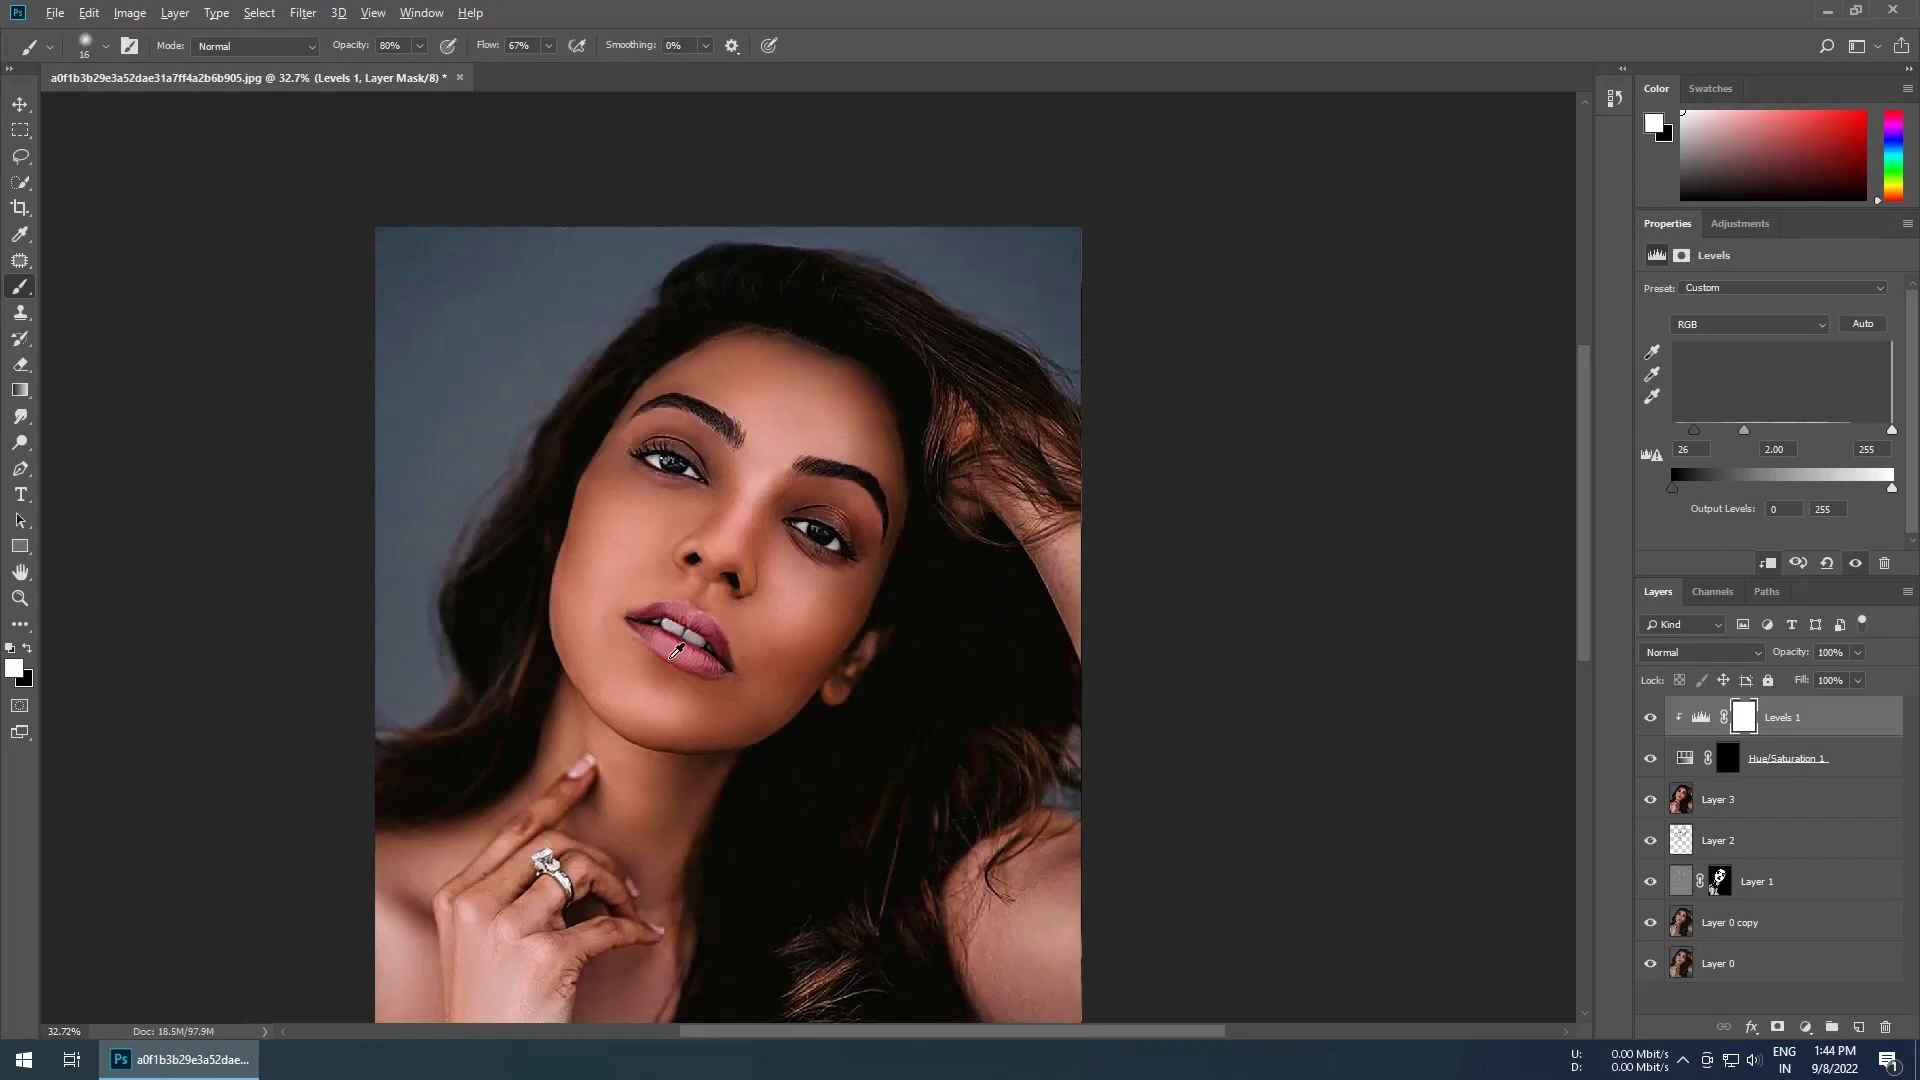 Ps File Edit Image Layer Type Select Filter 3D View Window Help
16 Mode: Normal Opacity: 80% Flow: 67% Smoothing: 0%
a0f1b3b29e3a52dae31a7ff4a2b6b905.jpg @ 32.7% (Levels 1, Layer Mask/8) * ×
Color Swatches
Properties Adjustments
Levels
Preset: Custom
RGB Auto
26 2.00 255
Output Levels: 0 255
Layers Channels Paths
Kind
Normal Opacity: 100%
Lock: Fill: 100%
Levels 1
Hue/Saturation 1
Layer 3
Layer 2
Layer 1
Layer 0 copy
Layer 0
32.72% Doc: 18.5M/97.9M
Ps a0f1b3b29e3a52dae...
U: 0.00 Mbit/s
D: 0.00 Mbit/s
ENG
IN
1:44 PM
9/8/2022
1